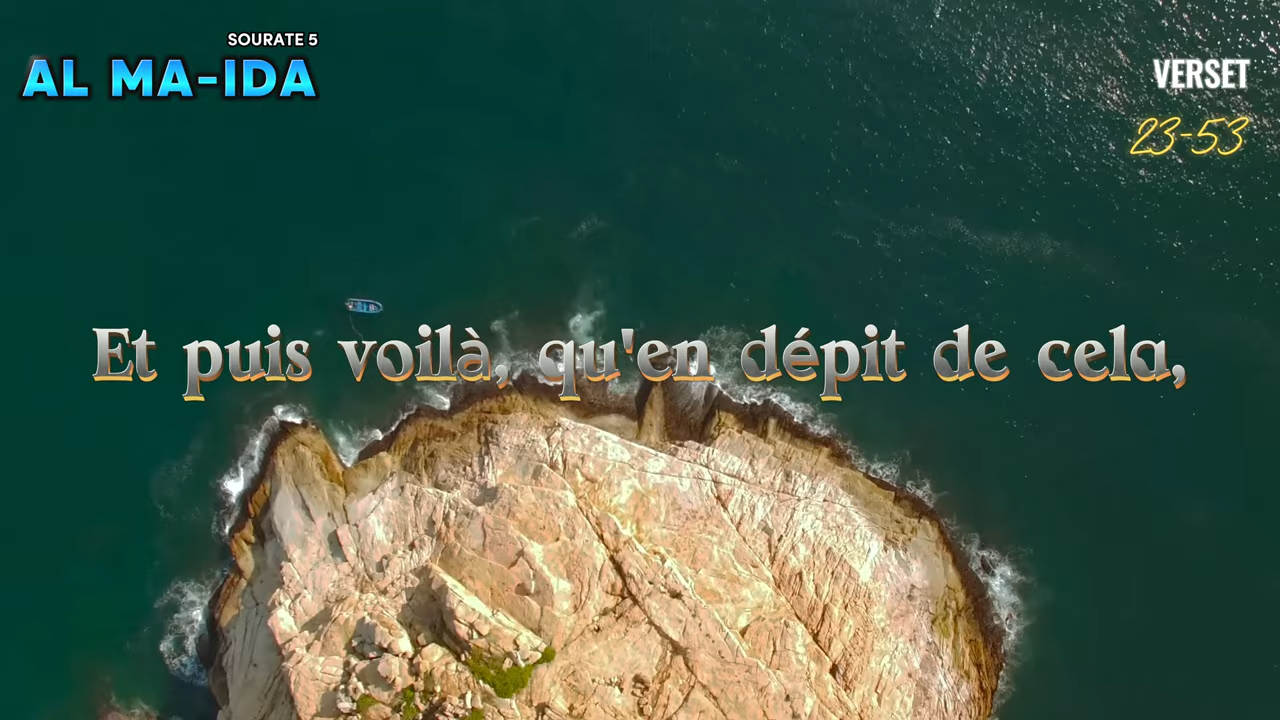 SOURATE 5
AL MA-IDA
VERSET
23-53
Et puis voilà, qu'en dépit de cela,